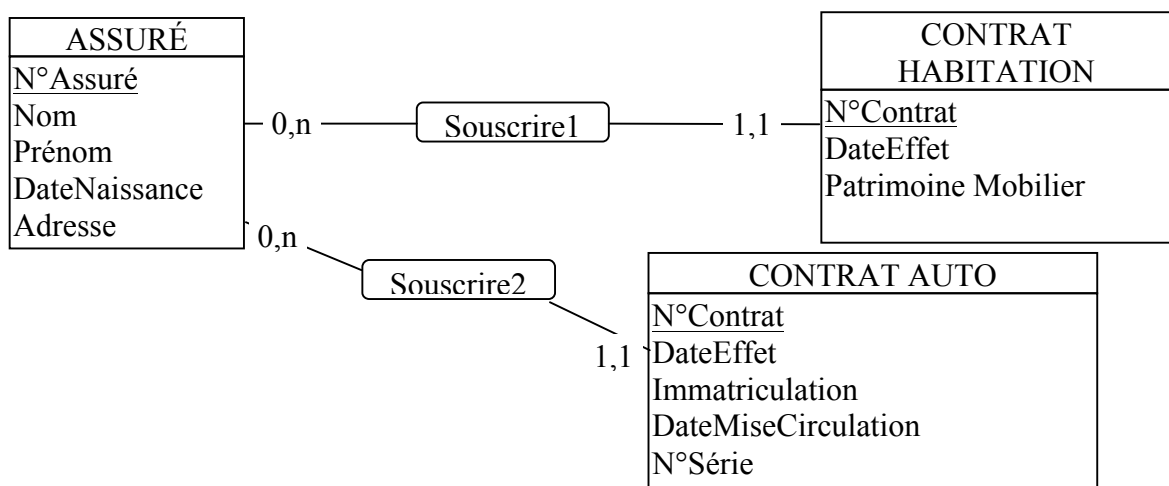 ASSURÉ
N°Assuré
Nom
Prénom
DateNaissance
Adresse
0,n
Souscrire1
1,1
CONTRAT
HABITATION
N°Contrat
DateEffet
Patrimoine Mobilier
0,n
Souscrire2
1,1
CONTRAT AUTO
N°Contrat
DateEffet
Immatriculation
DateMiseCirculation
N°Série